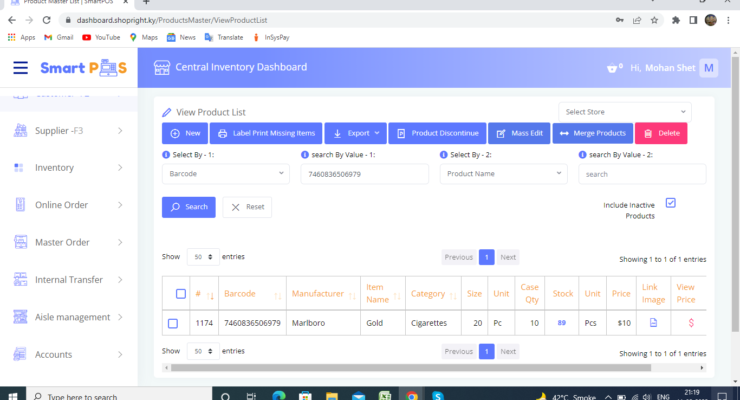 Product Master List | SmartPOS
dashboard.shopright.ky/ProductsMaster/ViewProductList
Apps Gmail YouTube Maps News Translate InSysPay
Smart POS
Central Inventory Dashboard
0 Hi, Mohan Shet M
Supplier -F3
Inventory
Online Order
Master Order
Internal Transfer
Aisle management
Accounts
View Product List
Select Store
New Label Print Missing Items Export Product Discontinue Mass Edit Merge Products Delete
Select By - 1: search By Value - 1: Select By - 2: search By Value - 2:
Barcode 7460836506979 Product Name search
Search Reset
Include Inactive
Products
Show 50 entries
Previous 1 Next
Showing 1 to 1 of 1 entries
# Barcode Manufacturer Item Name Category Size Unit Case Qty Stock Unit Price Link Image View Price
1174 7460836506979 Marlboro Gold Cigarettes 20 Pc 10 89 Pcs $10 $
Show 50 entries
Previous 1 Next
Showing 1 to 1 of 1 entries
Type here to search
42°C Smoke ENG
21:19